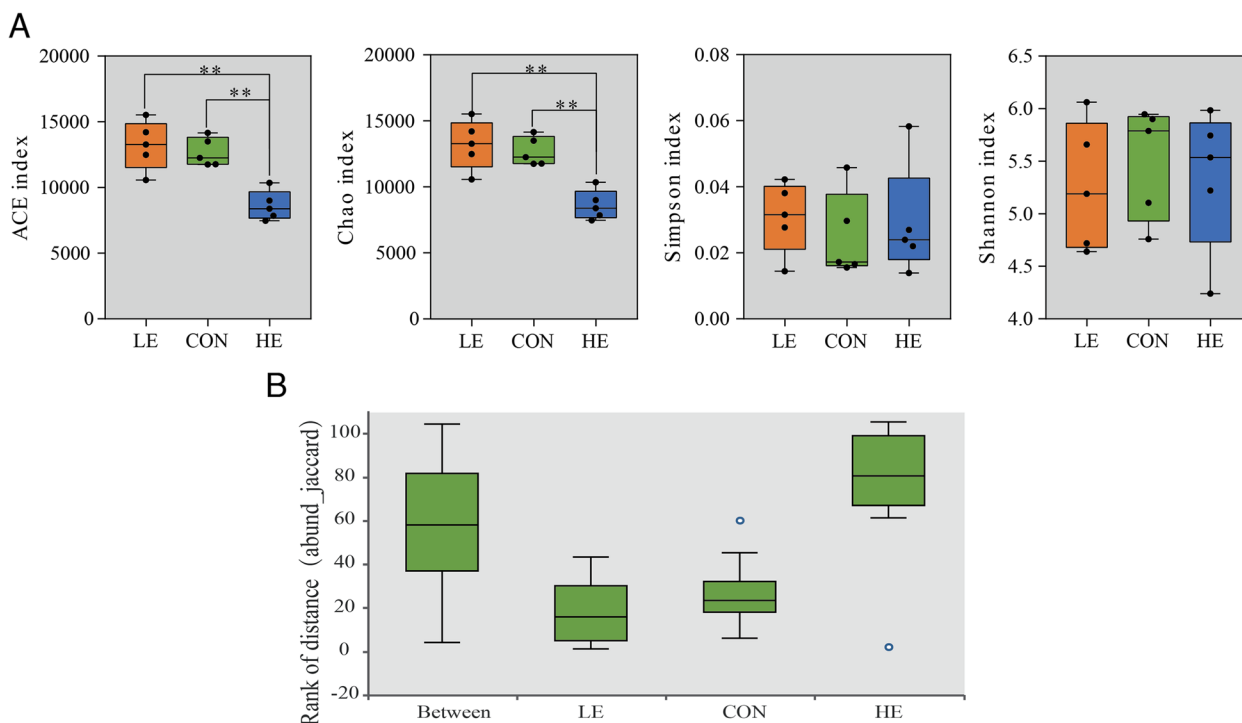 A
ACE index
20000
15000
10000
5000
0
**
**
LE CON HE
Chao index
20000
15000
10000
5000
0
**
**
LE CON HE
Simpson index
0.08
0.06
0.04
0.02
0.00
LE CON HE
Shannon index
6.5
6.0
5.5
5.0
4.5
4.0
LE CON HE
B
Rank of distance (abund_jaccard)
100
80
60
40
20
0
-20
Between LE CON HE